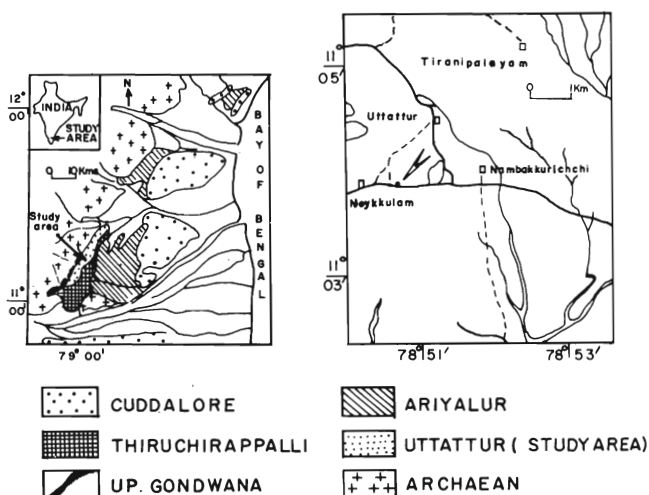 12°
00'
INDIA
STUDY
AREA
N
0 10 Kms
BAY OF BENGAL
Study
area
11°
00'
79° 00'
11°
05'
Tiranipaleyam
0 1 Km
Uttattur
Nambakkurichchi
Neykkulam
11°
03'
78° 51'
78° 53'
CUDDALORE
ARIYALUR
THIRUCHIRAPPALLI
UTTATTUR ( STUDY AREA)
UP. GONDWANA
ARCHAEAN